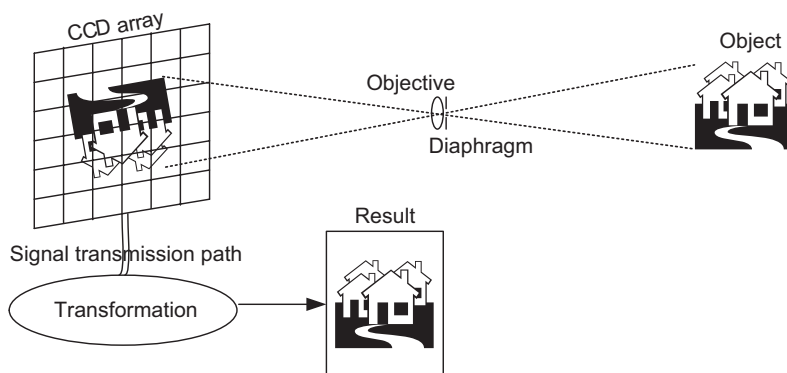 CCD array
Object
Objective
Diaphragm
Result
Signal transmission path
Transformation